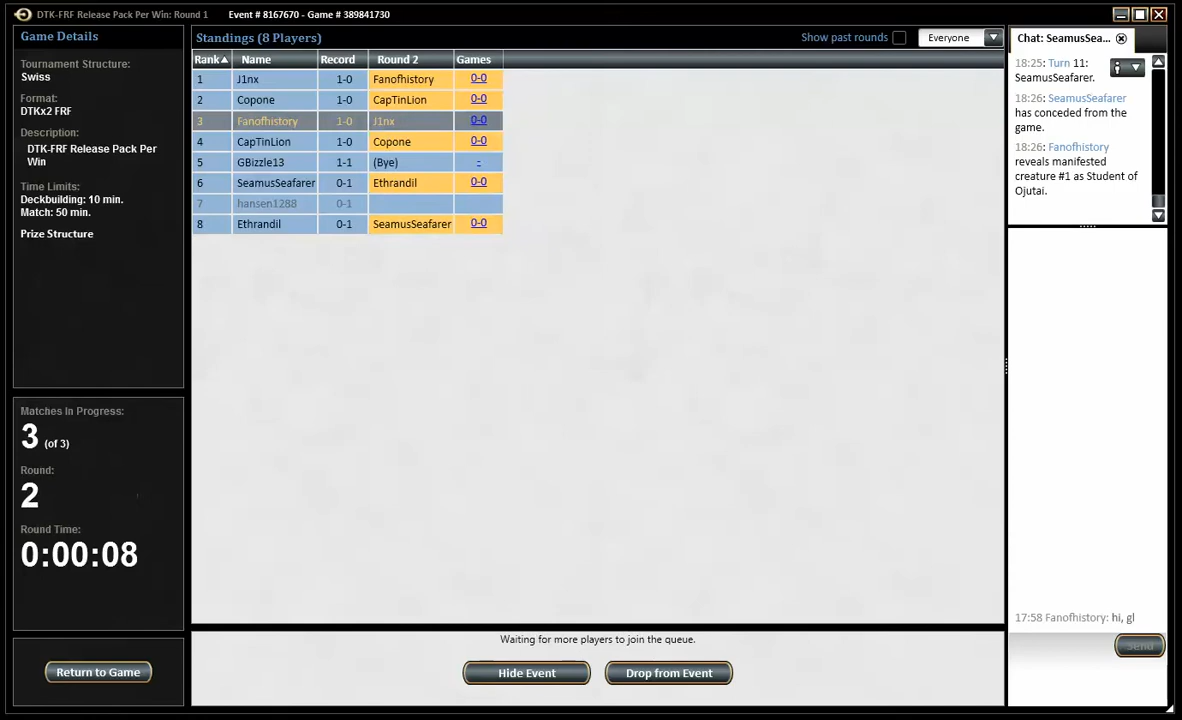 DTK-FRF Release Pack Per Win: Round 1
Event # 8167670 - Game # 389841730
Game Details
Tournament Structure:
Swiss
Format:
DTKx2 FRF
Description:
DTK-FRF Release Pack Per
Win
Time Limits:
Deckbuilding: 10 min.
Match: 50 min.
Prize Structure
Matches In Progress:
3 (of 3)
Round:
2
Round Time:
0:00:08
Return to Game
Standings (8 Players)
Show past rounds
Everyone
Rank Name Record Round 2 Games
1 J1nx 1-0 Fanofhistory 0-0
2 Copone 1-0 CapTinLion 0-0
3 Fanofhistory 1-0 J1nx 0-0
4 CapTinLion 1-0 Copone 0-0
5 GBizzle13 1-1 (Bye) -
6 SeamusSeafarer 0-1 Ethrandil 0-0
7 hansen1288 0-1
8 Ethrandil 0-1 SeamusSeafarer 0-0
Waiting for more players to join the queue.
Hide Event
Drop from Event
Chat: SeamusSea...
18:25: Turn 11:
SeamusSeafarer.
18:26: SeamusSeafarer
has conceded from the
game.
18:26: Fanofhistory
reveals manifested
creature #1 as Student of
Ojutai.
17:58 Fanofhistory: hi, gl
Send